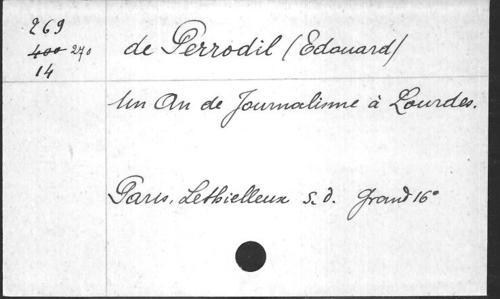 269
400 270
14
de Perrodil (Edouard)
Un An de Journalisme à Lourdes.
Paris, Lethielleux s. d. grand 16°